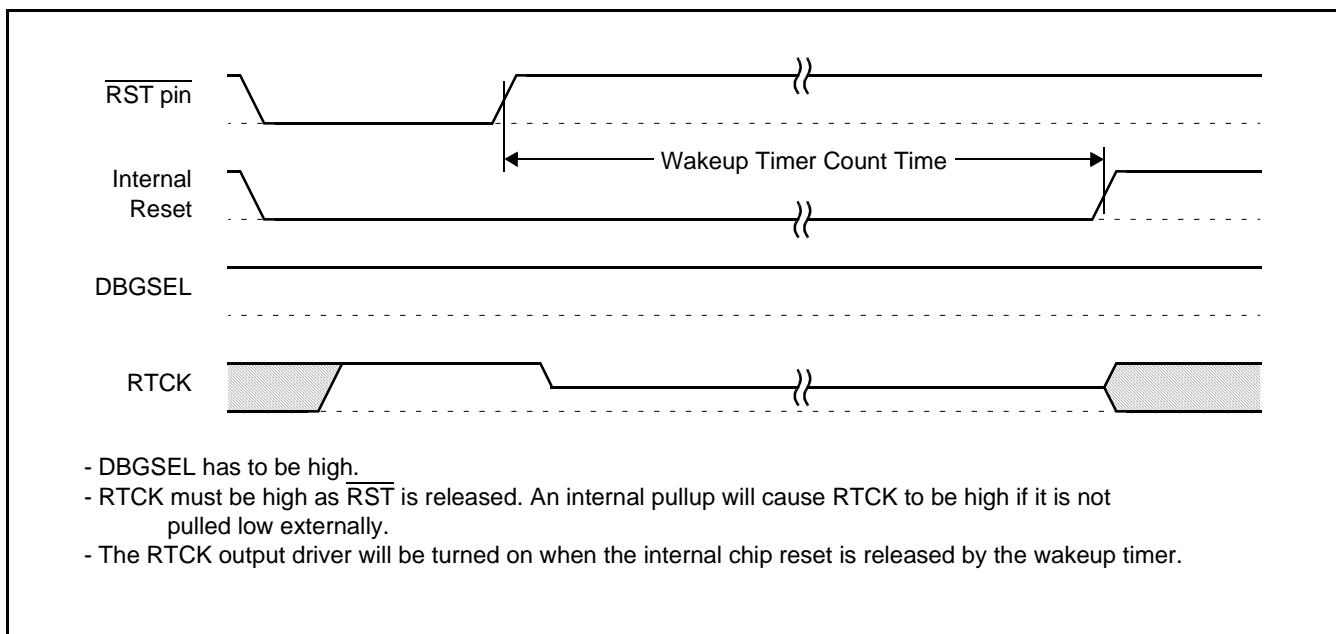 RST pin
Wakeup Timer Count Time
Internal
Reset
DBGSEL
RTCK
- DBGSEL has to be high.
- RTCK must be high as RST is released. An internal pullup will cause RTCK to be high if it is not
pulled low externally.
- The RTCK output driver will be turned on when the internal chip reset is released by the wakeup timer.